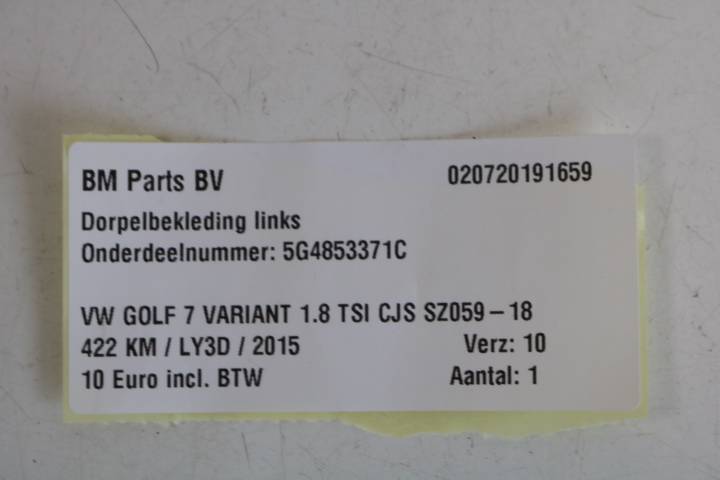 BM Parts BV 020720191659
Dorpelbekleding links
Onderdeelnummer: 5G4853371C
VW GOLF 7 VARIANT 1.8 TSI CJS SZ059-18
422 KM / LY3D / 2015 Verz: 10
10 Euro incl. BTW Aantal: 1